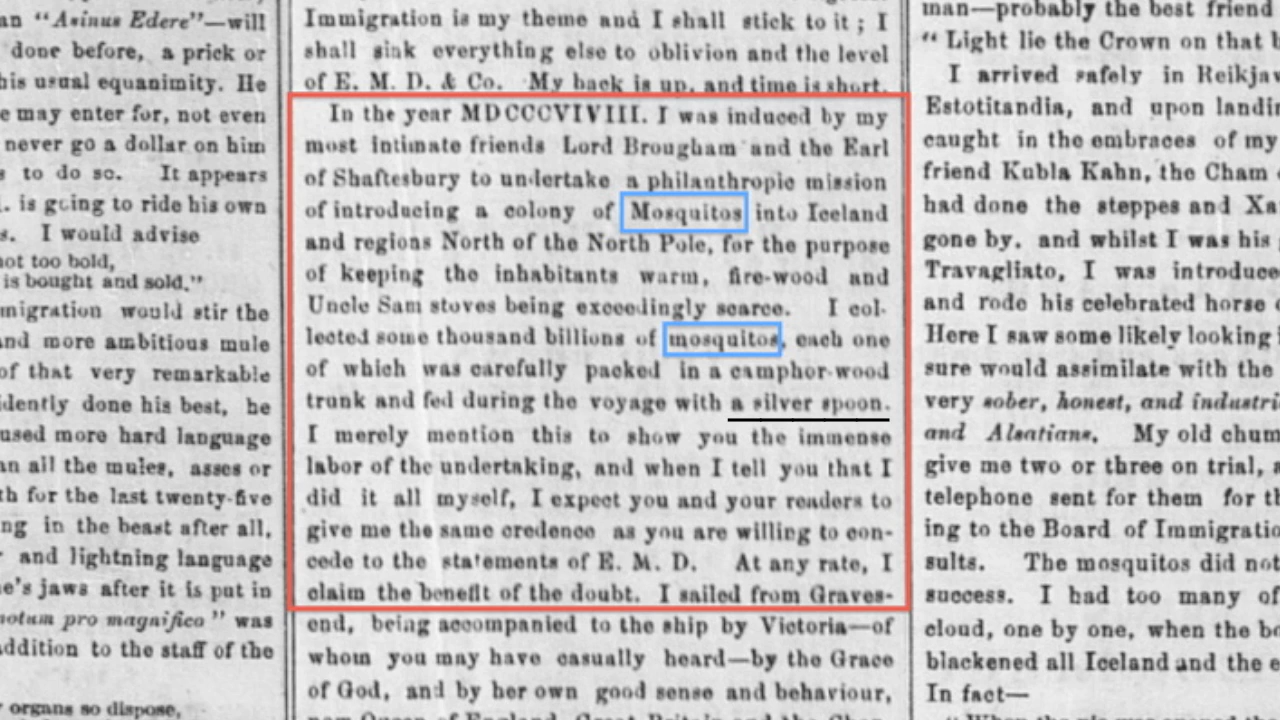 an "Asinus Edere"—will
done before, a prick or
his usual equanimity. He
e may enter for, not even
never go a dollar on him
s to do so. It appears
. is going to ride his own
s. I would advise
not too bold,
is bought and sold."
migration would stir the
and more ambitious mule
of that very remarkable
idently done his best, he
used more hard language
an all the mules, asses or
th for the last twenty-five
ng in the beast after all,
and lightning language
e's jaws after it is put in
notum pro magnifico" was
addition to the staff of the
organs so dispose,
Immigration is my theme and I shall stick to it; I
shall sink everything else to oblivion and the level
of E. M. D. & Co. My back is up, and time is short.
In the year MDCCCVIVIII. I was induced by my
most intimate friends Lord Brougham and the Earl
of Shaftesbury to undertake a philanthropic mission
of introducing a colony of Mosquitos into Iceland
and regions North of the North Pole, for the purpose
of keeping the inhabitants warm, fire-wood and
Uncle Sam stoves being exceedingly scarce. I col-
lected some thousand billions of mosquitos, each one
of which was carefully packed in a camphor-wood
trunk and fed during the voyage with a silver spoon.
I merely mention this to show you the immense
labor of the undertaking, and when I tell you that I
did it all myself, I expect you and your readers to
give me the same credence as you are willing to con-
cede to the statements of E. M. D. At any rate, I
claim the benefit of the doubt. I sailed from Graves-
end, being accompanied to the ship by Victoria—of
whom you may have casually heard—by the Grace
of God, and by her own good sense and behaviour,
man—probably the best friend
"Light lie the Crown on that b
I arrived safely in Reikjav
Estotitandia, and upon landin
caught in the embraces of my
friend Kubla Kahn, the Cham
had done the steppes and Xa
gone by. and whilst I was his
Travagliato, I was introduce
and rode his celebrated horse
Here I saw some likely looking
sure would assimilate with the
very sober, honest, and industri
and Alsatians. My old chum
give me two or three on trial, a
telephone sent for them for th
ing to the Board of Immigratio
sults. The mosquitos did not
success. I had too many of
cloud, one by one, when the bo
blackened all Iceland and the e
In fact—